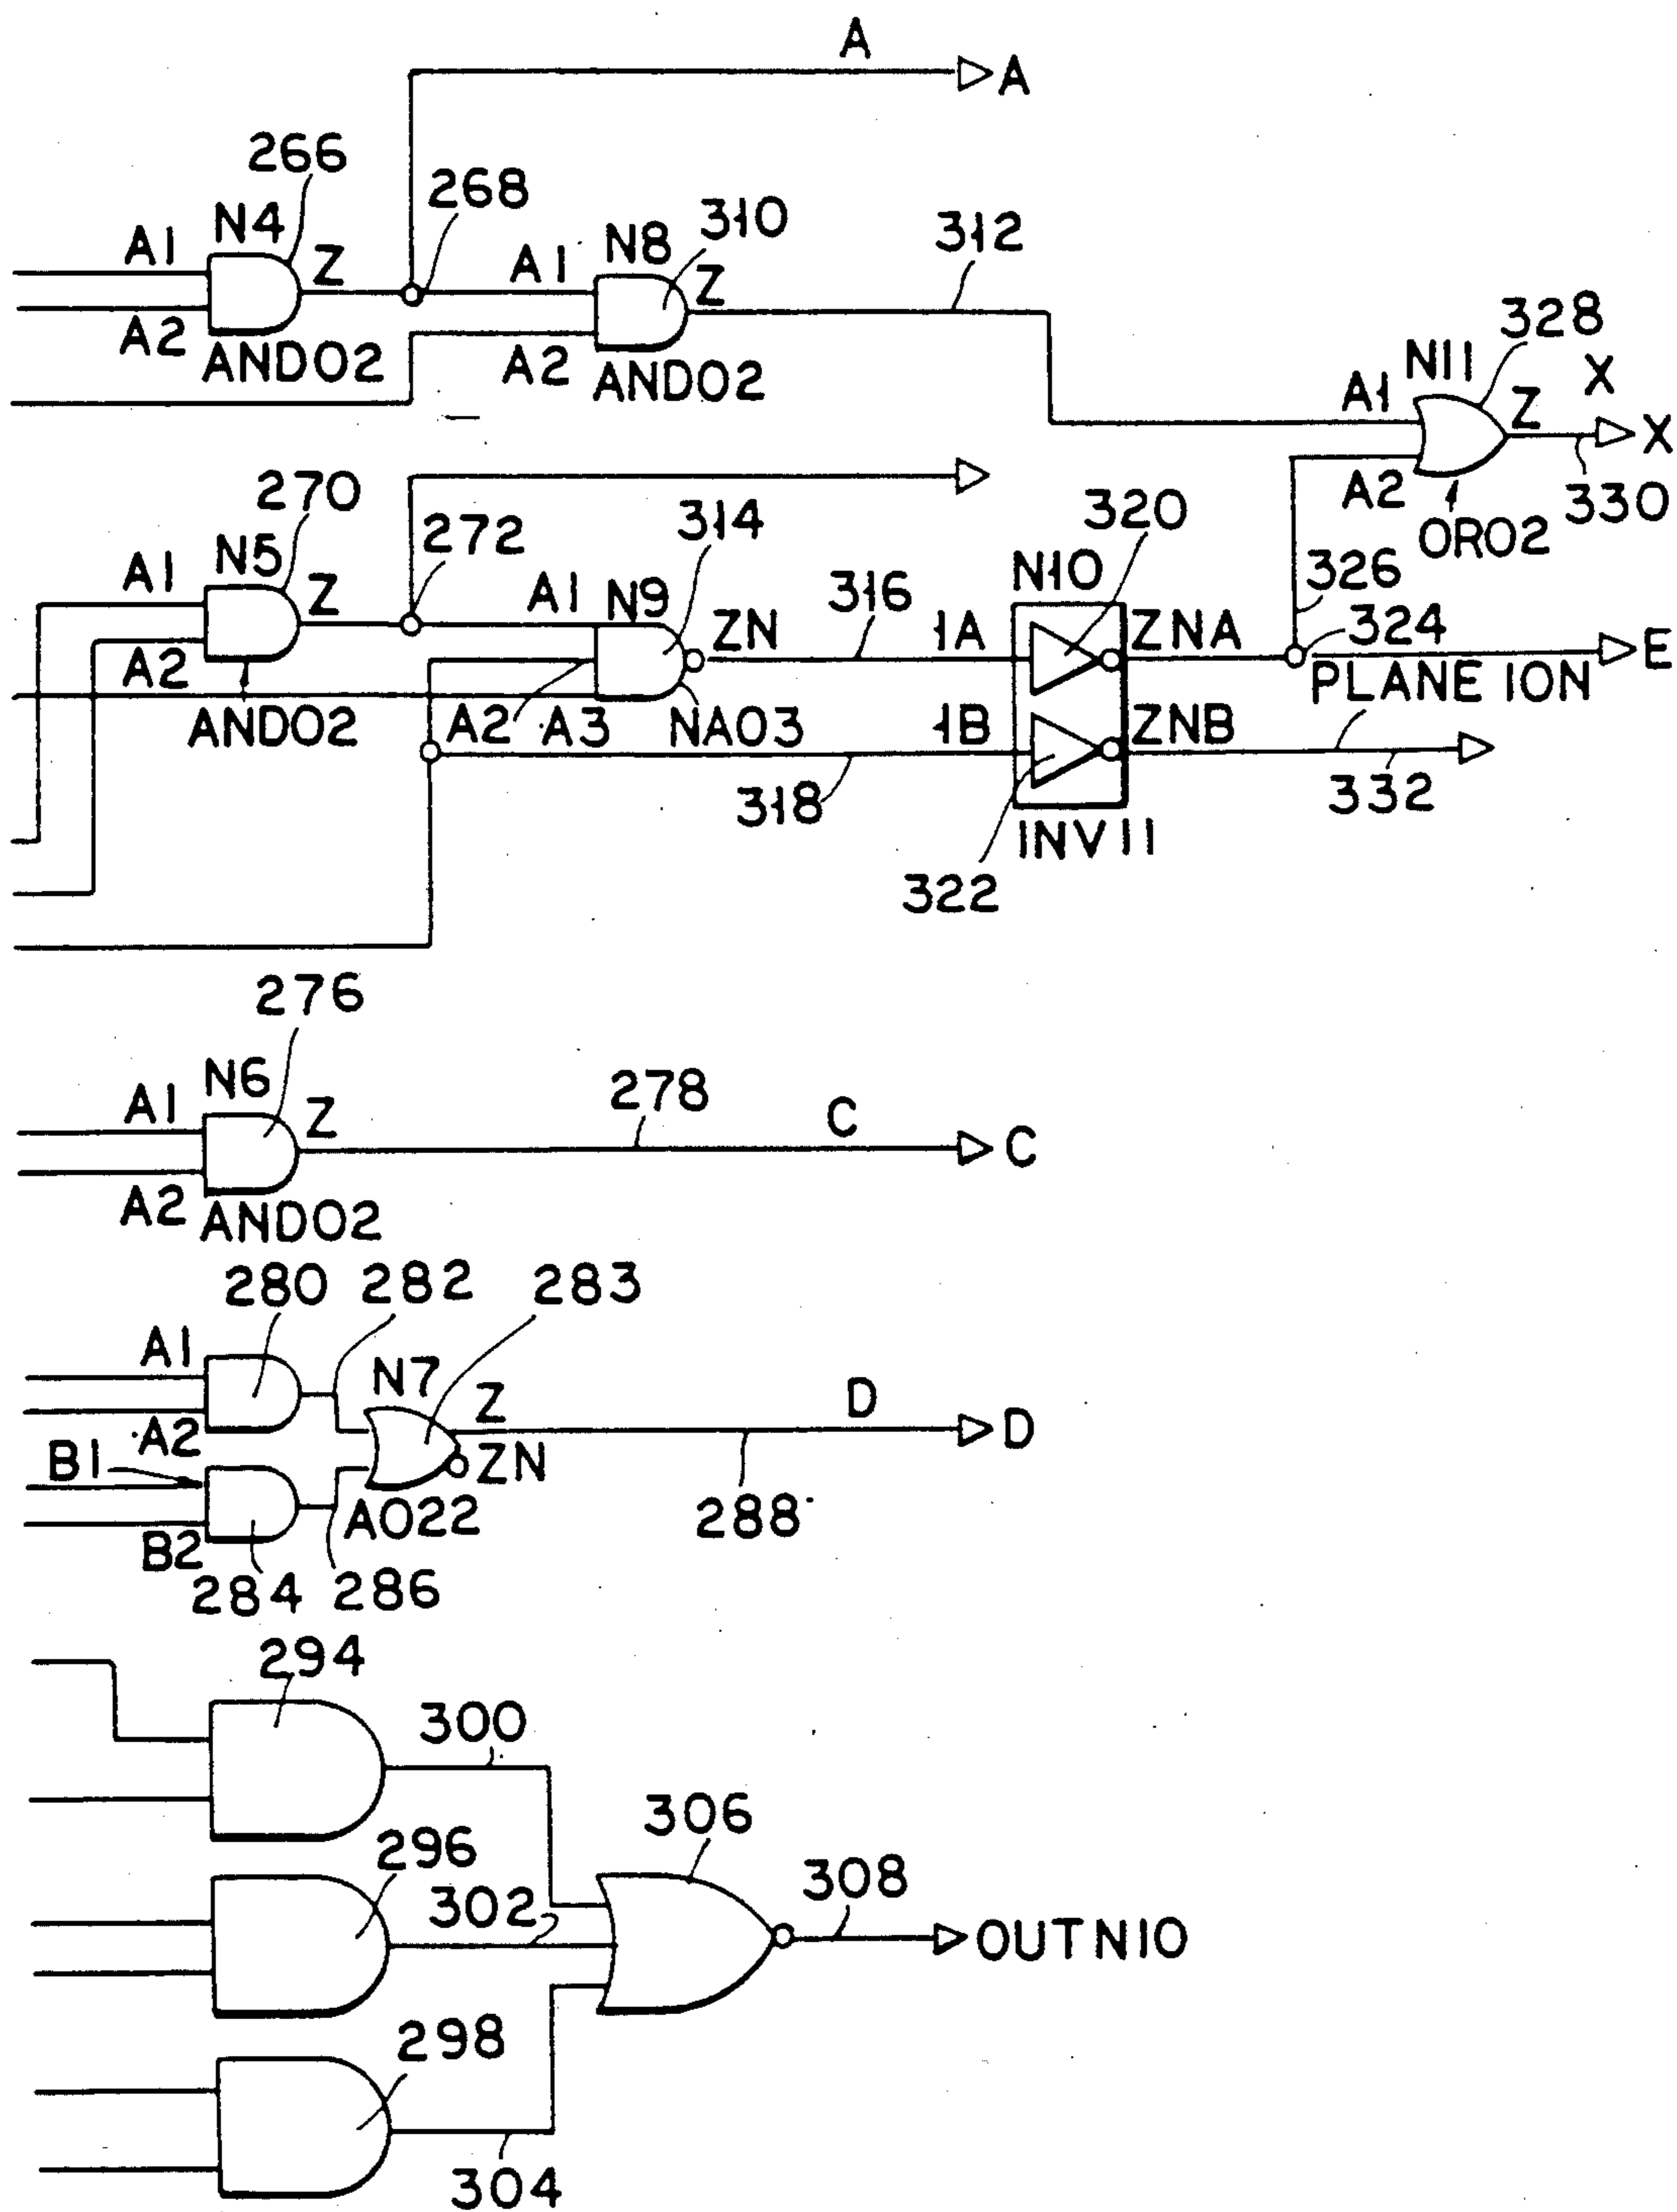 A
A
266
N4
268
310
A1
Z
A1
N8
Z
312
A2
AND02
A2
AND02
328
N11
X
A1
Z
X
A2
330
OR02
270
314
320
272
N5
A1
Z
A1
N9
ZN
316
N10
1A
ZNA
326
324
E
A2
PLANE10N
AND02
A2
A3
NA03
1B
ZNB
318
332
INV11
322
276
N6
A1
Z
278
C
C
A2
AND02
280
282
283
A1
N7
Z
D
D
A2
B1
ZN
A022
288
B2
284
286
294
300
306
296
302
308
OUTN10
298
304